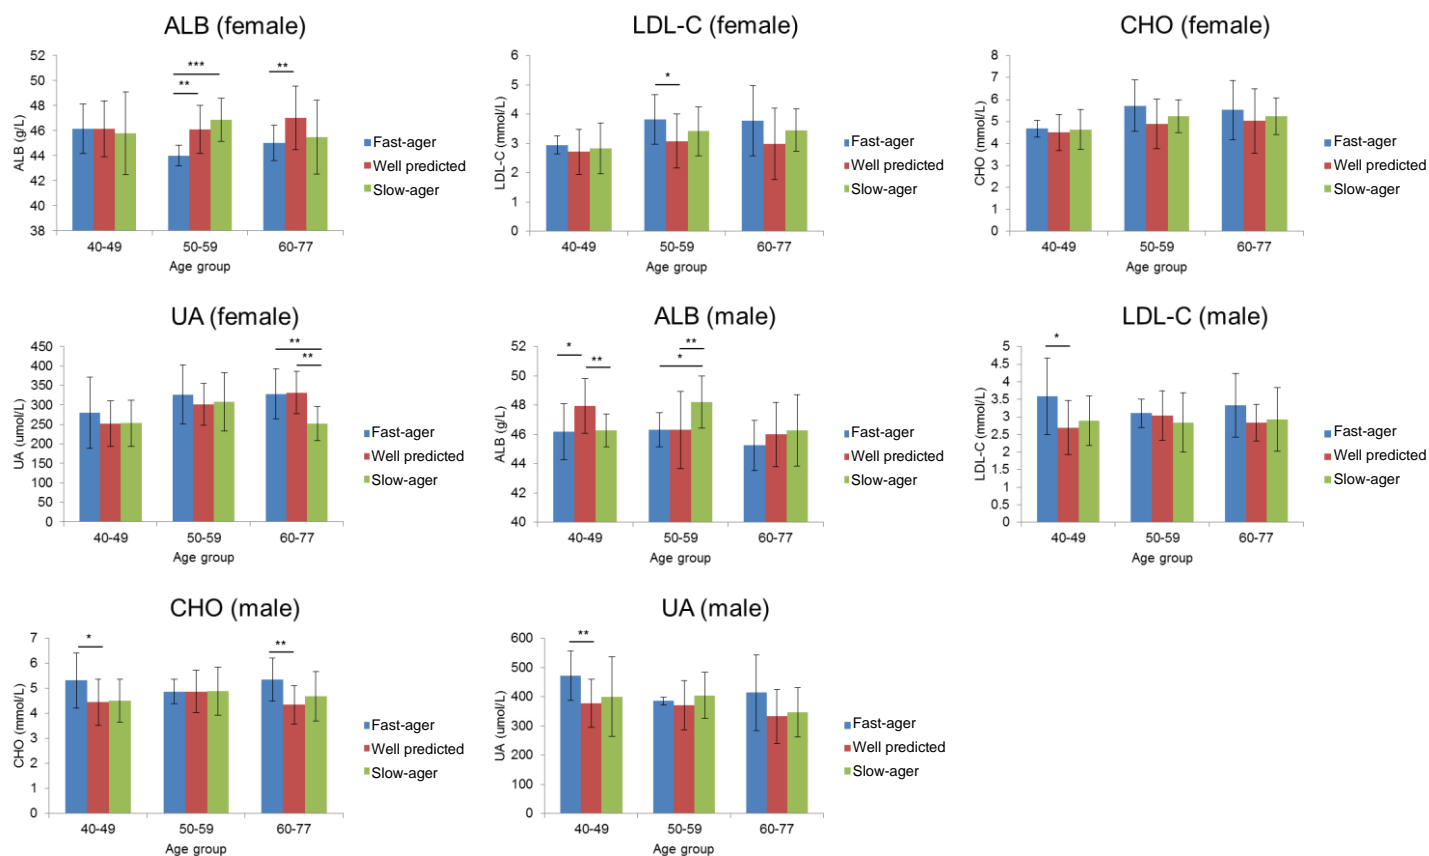 ALB (female)
52
50
48
46
44
42
40
38
ALB (g/L)
***
**
**
40-49
50-59
60-77
Age group
Fast-ager
Well predicted
Slow-ager
LDL-C (female)
6
5
4
3
2
1
0
LDL-C (mmol/L)
*
40-49
50-59
60-77
Age group
Fast-ager
Well predicted
Slow-ager
CHO (female)
8
7
6
5
4
3
2
1
0
CHO (mmol/L)
40-49
50-59
60-77
Age group
Fast-ager
Well predicted
Slow-ager
UA (female)
450
400
350
300
250
200
150
100
50
0
UA (umol/L)
**
**
40-49
50-59
60-77
Age group
Fast-ager
Well predicted
Slow-ager
ALB (male)
52
50
48
46
44
42
40
ALB (g/L)
*
**
**
*
40-49
50-59
60-77
Age group
Fast-ager
Well predicted
Slow-ager
LDL-C (male)
5
4.5
4
3.5
3
2.5
2
1.5
1
0.5
0
LDL-C (mmol/L)
*
40-49
50-59
60-77
Age group
Fast-ager
Well predicted
Slow-ager
CHO (male)
7
6
5
4
3
2
1
0
CHO (mmol/L)
*
**
40-49
50-59
60-77
Age group
Fast-ager
Well predicted
Slow-ager
UA (male)
600
500
400
300
200
100
0
UA (umol/L)
**
40-49
50-59
60-77
Age group
Fast-ager
Well predicted
Slow-ager